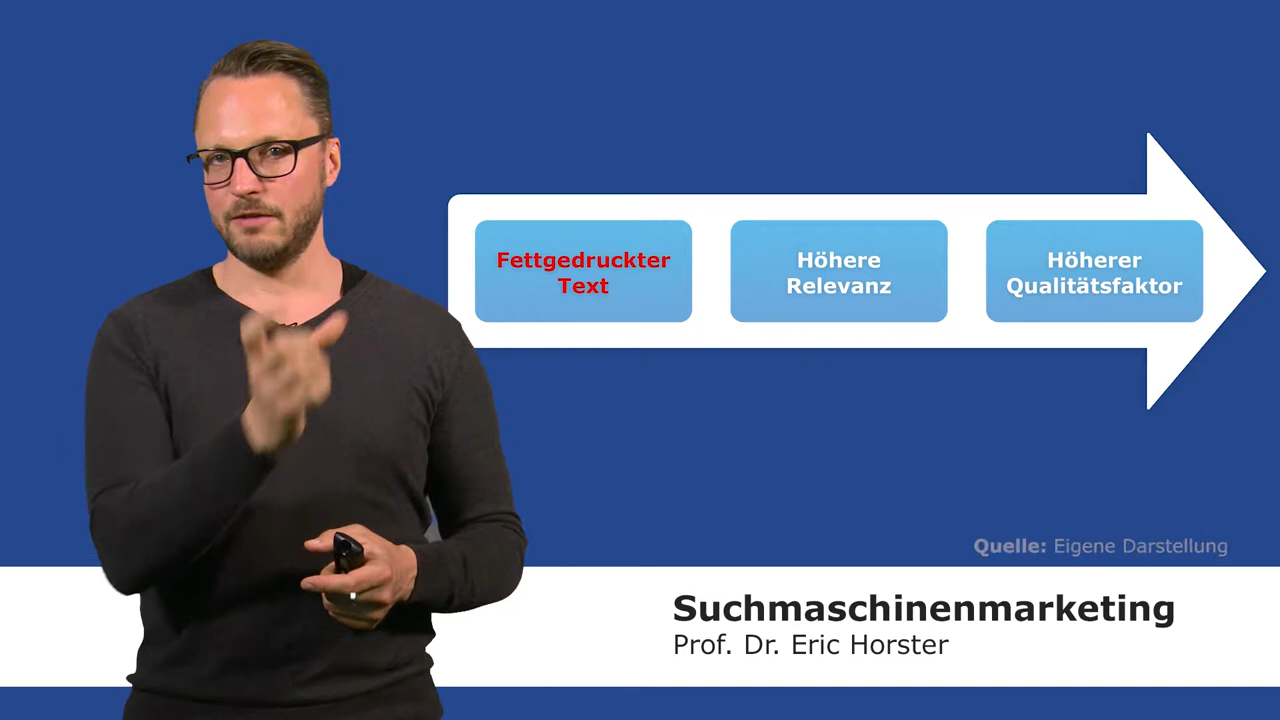 Fettgedruckter
Text
Höhere
Relevanz
Höherer
Qualitätsfaktor
Quelle: Eigene Darstellung
Suchmaschinenmarketing
Prof. Dr. Eric Horster